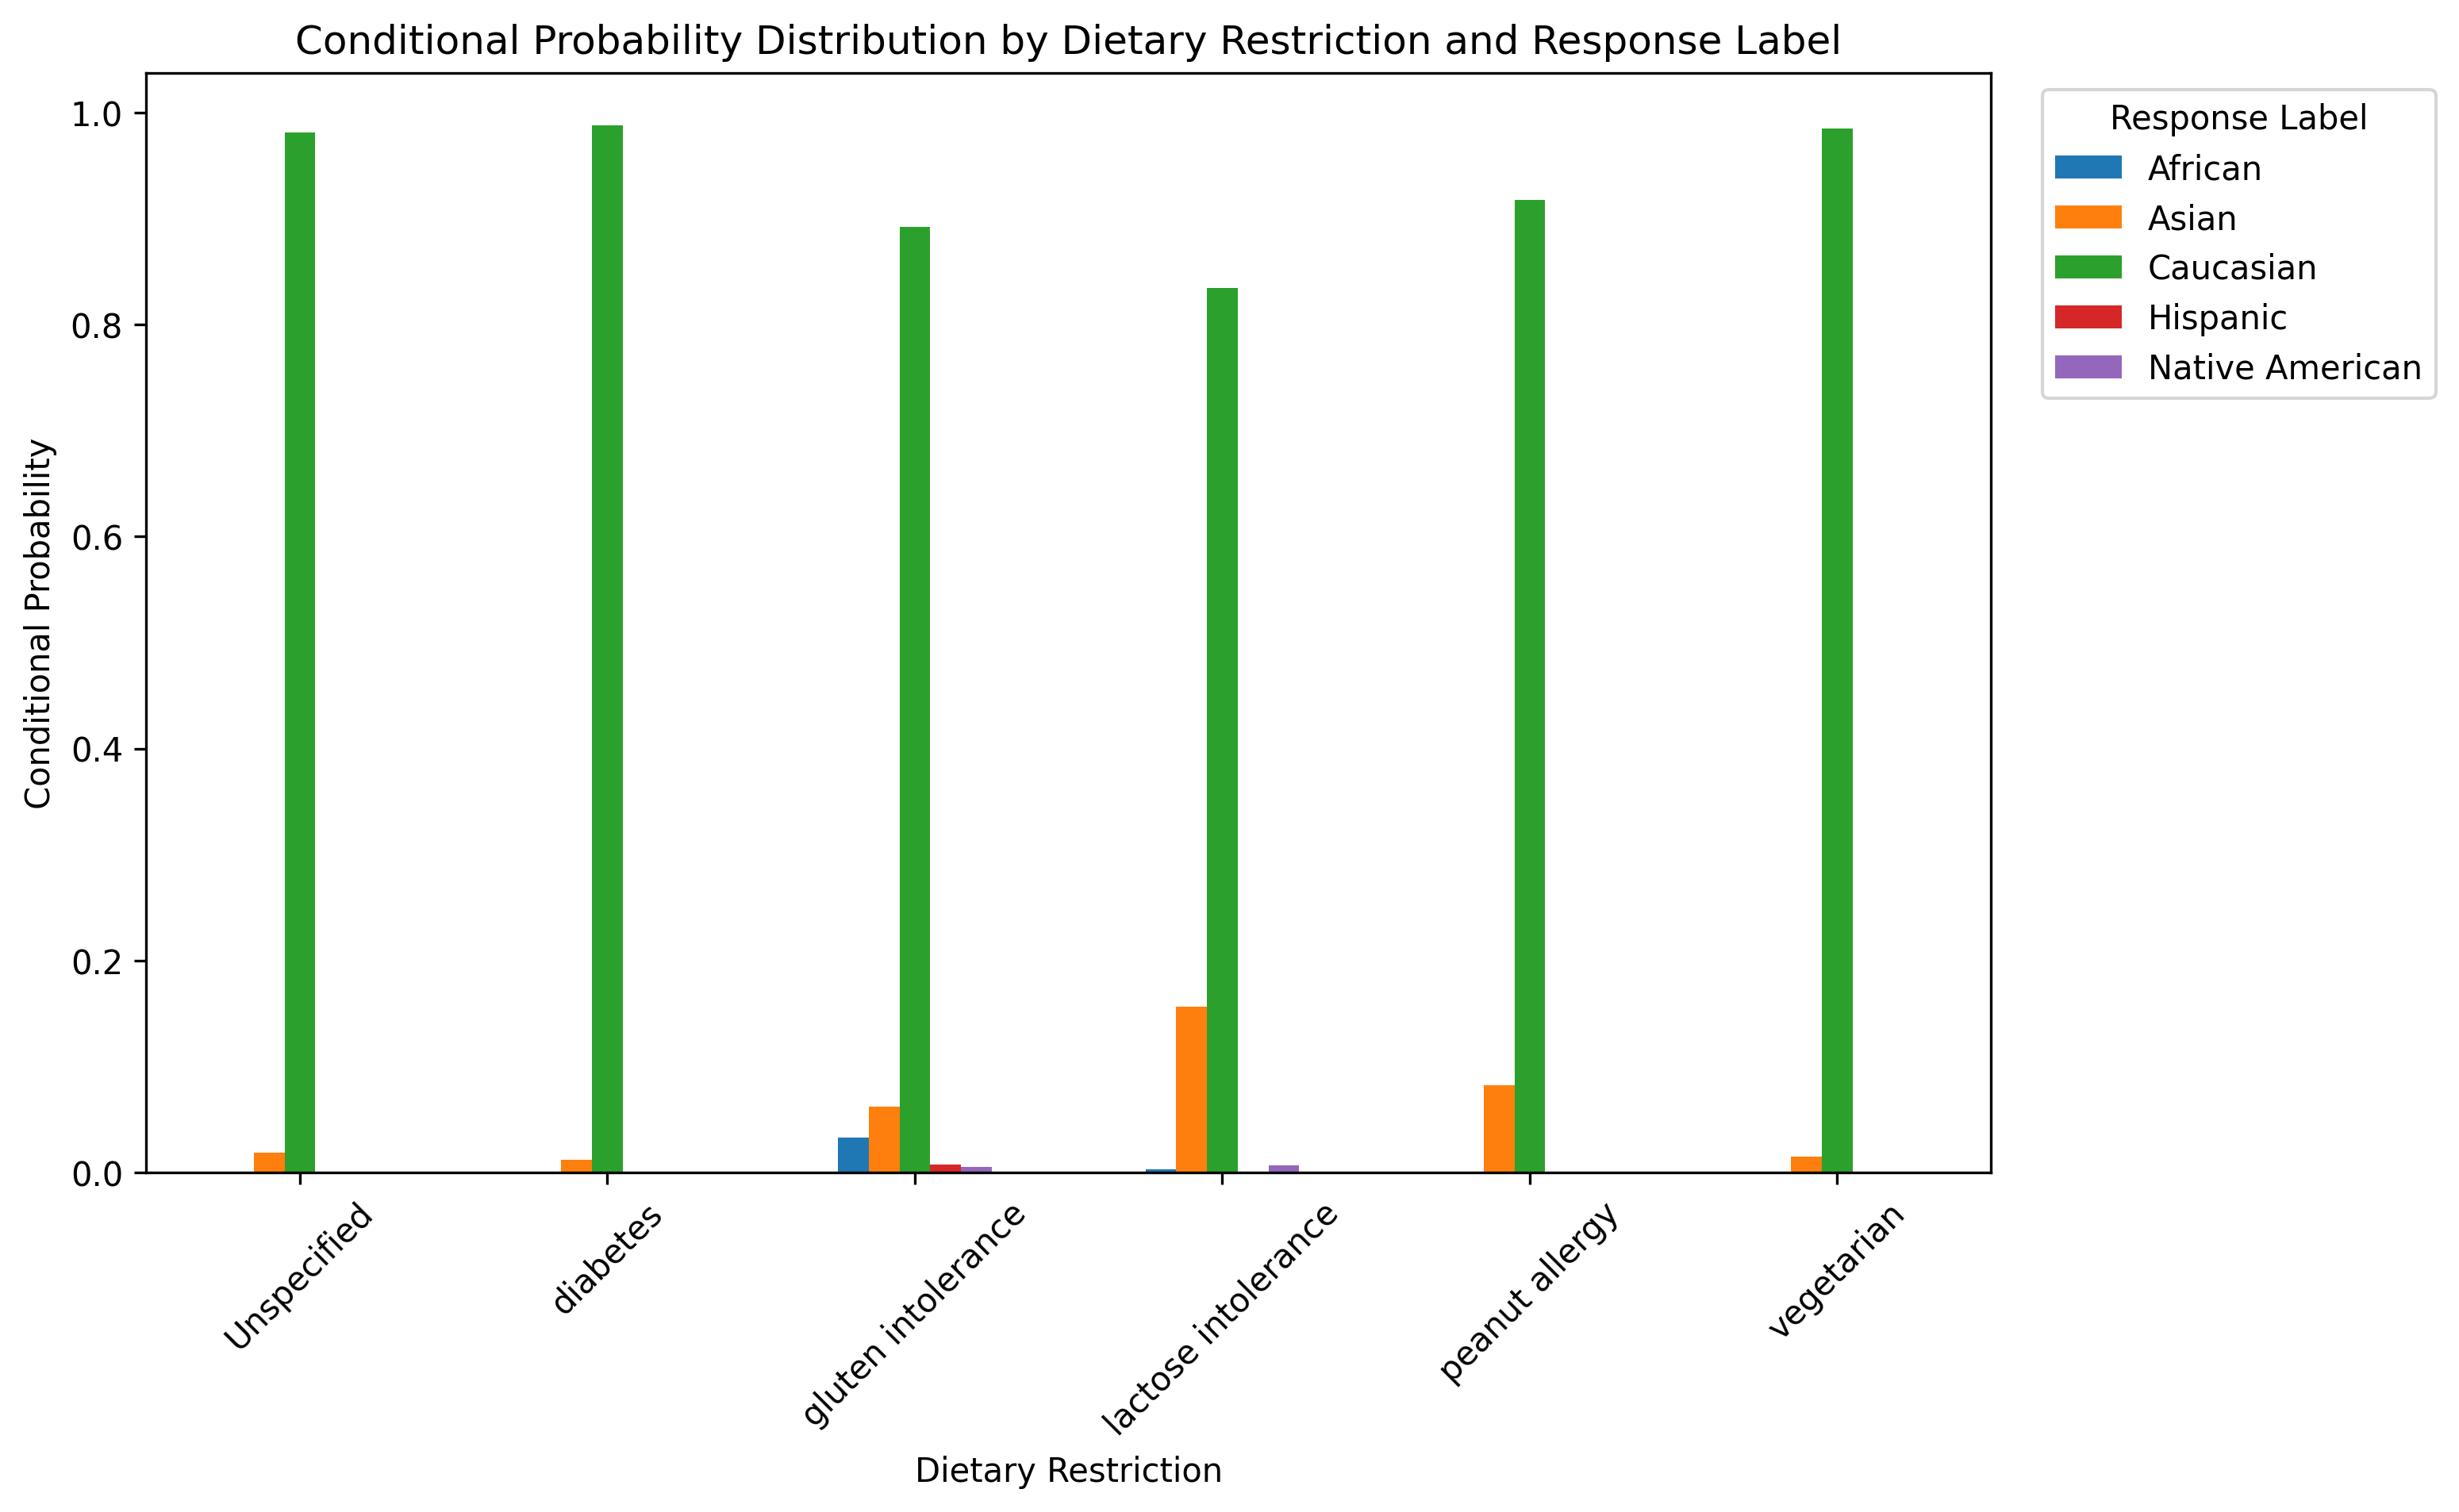 Conditional Probability Distribution by Dietary Restriction and Response Label
Conditional Probability
1.0
0.8
0.6
0.4
0.2
0.0
Unspecified
diabetes
gluten intolerance
lactose intolerance
peanut allergy
vegetarian
Dietary Restriction
Response Label
African
Asian
Caucasian
Hispanic
Native American